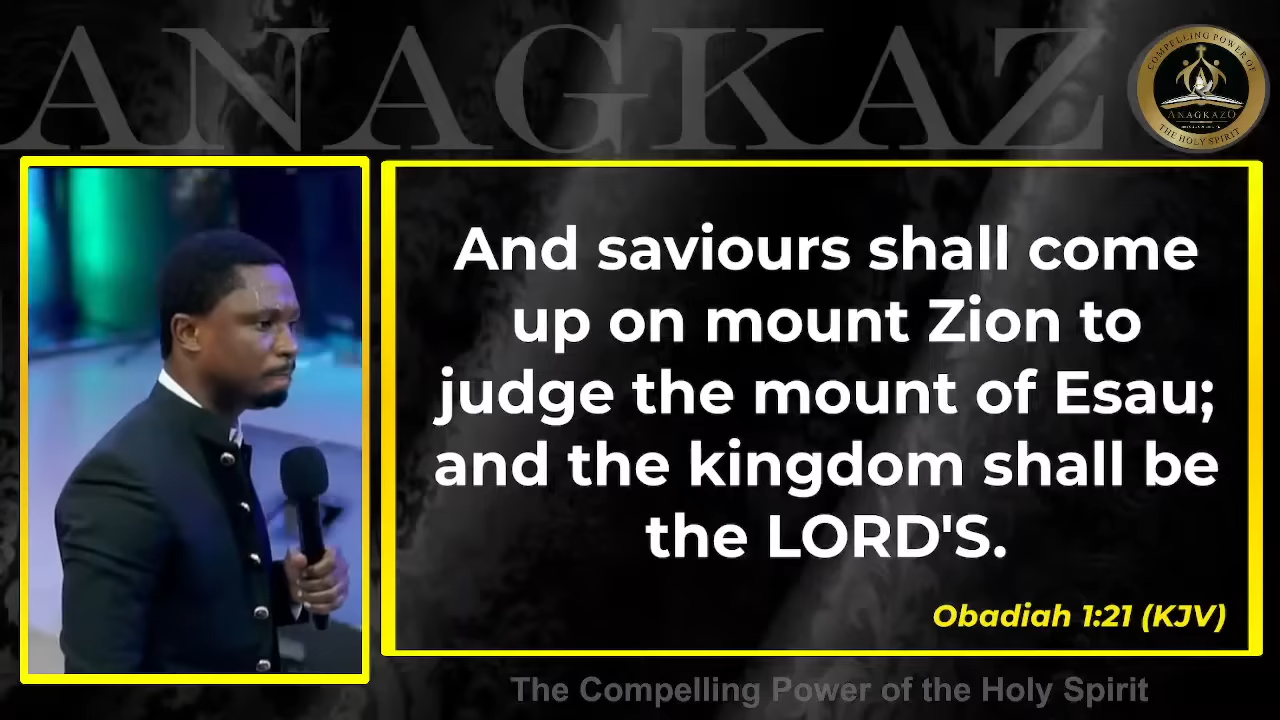 ANAGKAZO
COMPELLING POWER OF
ANAGKAZO
THE HOLY SPIRIT
And saviours shall come
up on mount Zion to
judge the mount of Esau;
and the kingdom shall be
the LORD'S.
Obadiah 1:21 (KJV)
The Compelling Power of the Holy Spirit